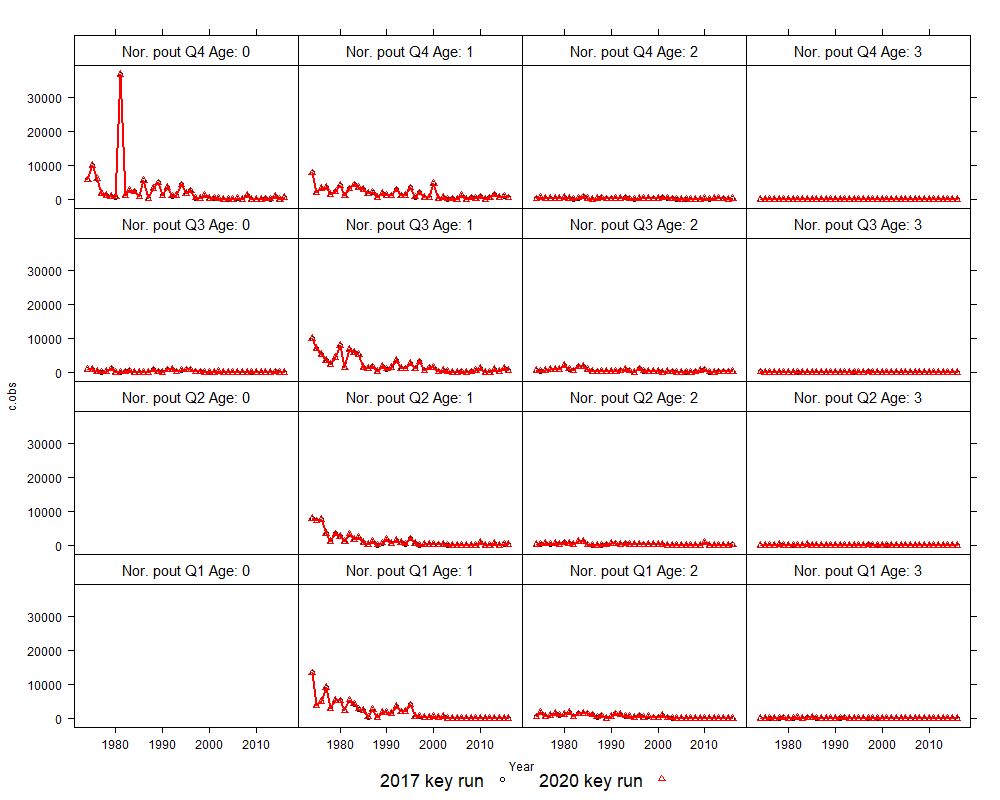 Nor. pout Q4 Age: 0 Nor. pout Q4 Age: 1 Nor. pout Q4 Age: 2 Nor. pout Q4 Age: 3
30000
20000
10000
0
Nor. pout Q3 Age: 0 Nor. pout Q3 Age: 1 Nor. pout Q3 Age: 2 Nor. pout Q3 Age: 3
30000
20000
10000
0
c.obs
Nor. pout Q2 Age: 0 Nor. pout Q2 Age: 1 Nor. pout Q2 Age: 2 Nor. pout Q2 Age: 3
30000
20000
10000
0
Nor. pout Q1 Age: 0 Nor. pout Q1 Age: 1 Nor. pout Q1 Age: 2 Nor. pout Q1 Age: 3
30000
20000
10000
0
1980 1990 2000 2010 1980 1990 2000 2010 1980 1990 2000 2010 1980 1990 2000 2010
Year
2017 key run 2020 key run